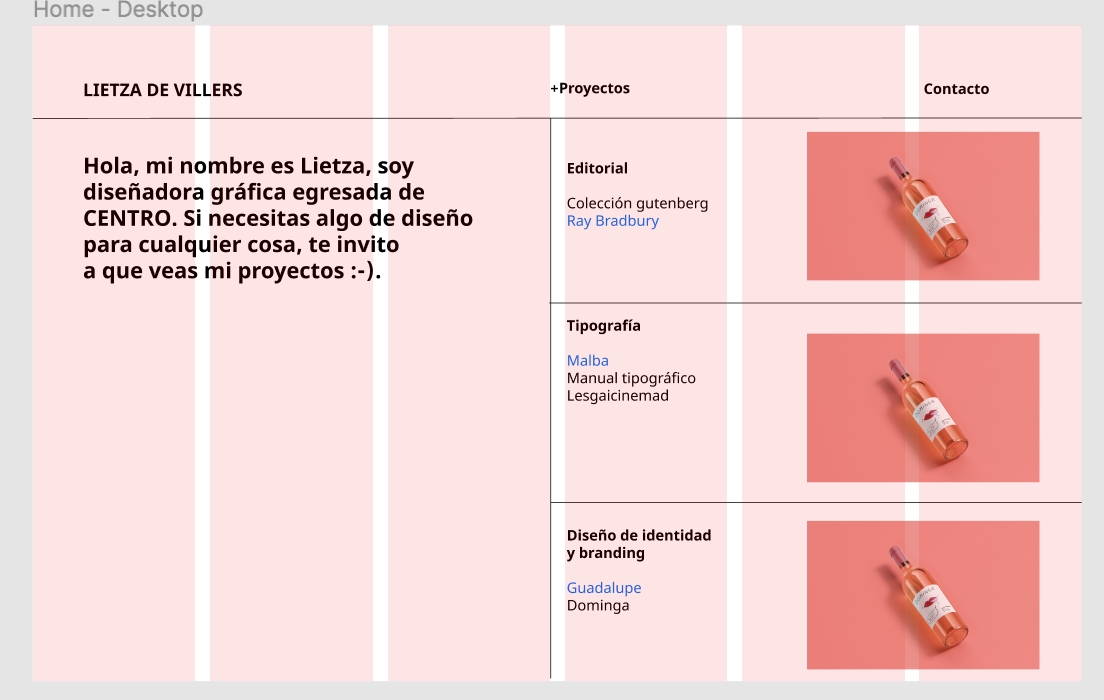 Home - Desktop
LIETZA DE VILLERS
+Proyectos
Contacto
Hola, mi nombre es Lietza, soy
diseñadora gráfica egresada de
CENTRO. Si necesitas algo de diseño
para cualquier cosa, te invito
a que veas mi proyectos :-).
Editorial
Colección gutenberg
Ray Bradbury
Tipografía
Malba
Manual tipográfico
Lesgaicinemad
Diseño de identidad
y branding
Guadalupe
Dominga